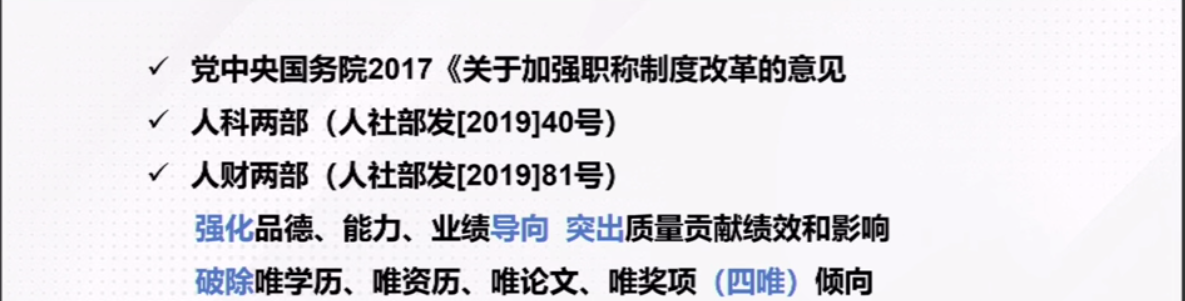 ✓ 党中央国务院2017《关于加强职称制度改革的意见
✓ 人科两部（人社部发[2019]40号）
✓ 人财两部（人社部发[2019]81号）
强化品德、能力、业绩导向 突出质量贡献绩效和影响
破除唯学历、唯资历、唯论文、唯奖项（四唯）倾向